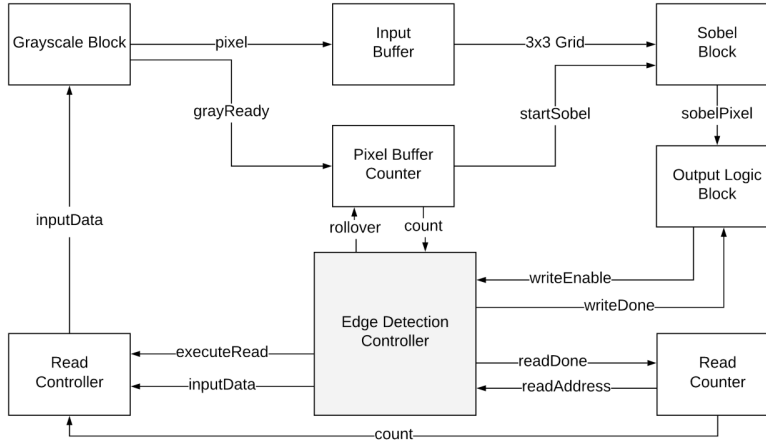 Grayscale Block
pixel
Input
Buffer
3x3 Grid
Sobel
Block
grayReady
startSobel
sobelPixel
Pixel Buffer
Counter
Output Logic
Block
inputData
rollover
count
writeEnable
writeDone
Edge Detection
Controller
Read
Controller
executeRead
inputData
readDone
readAddress
Read
Counter
count